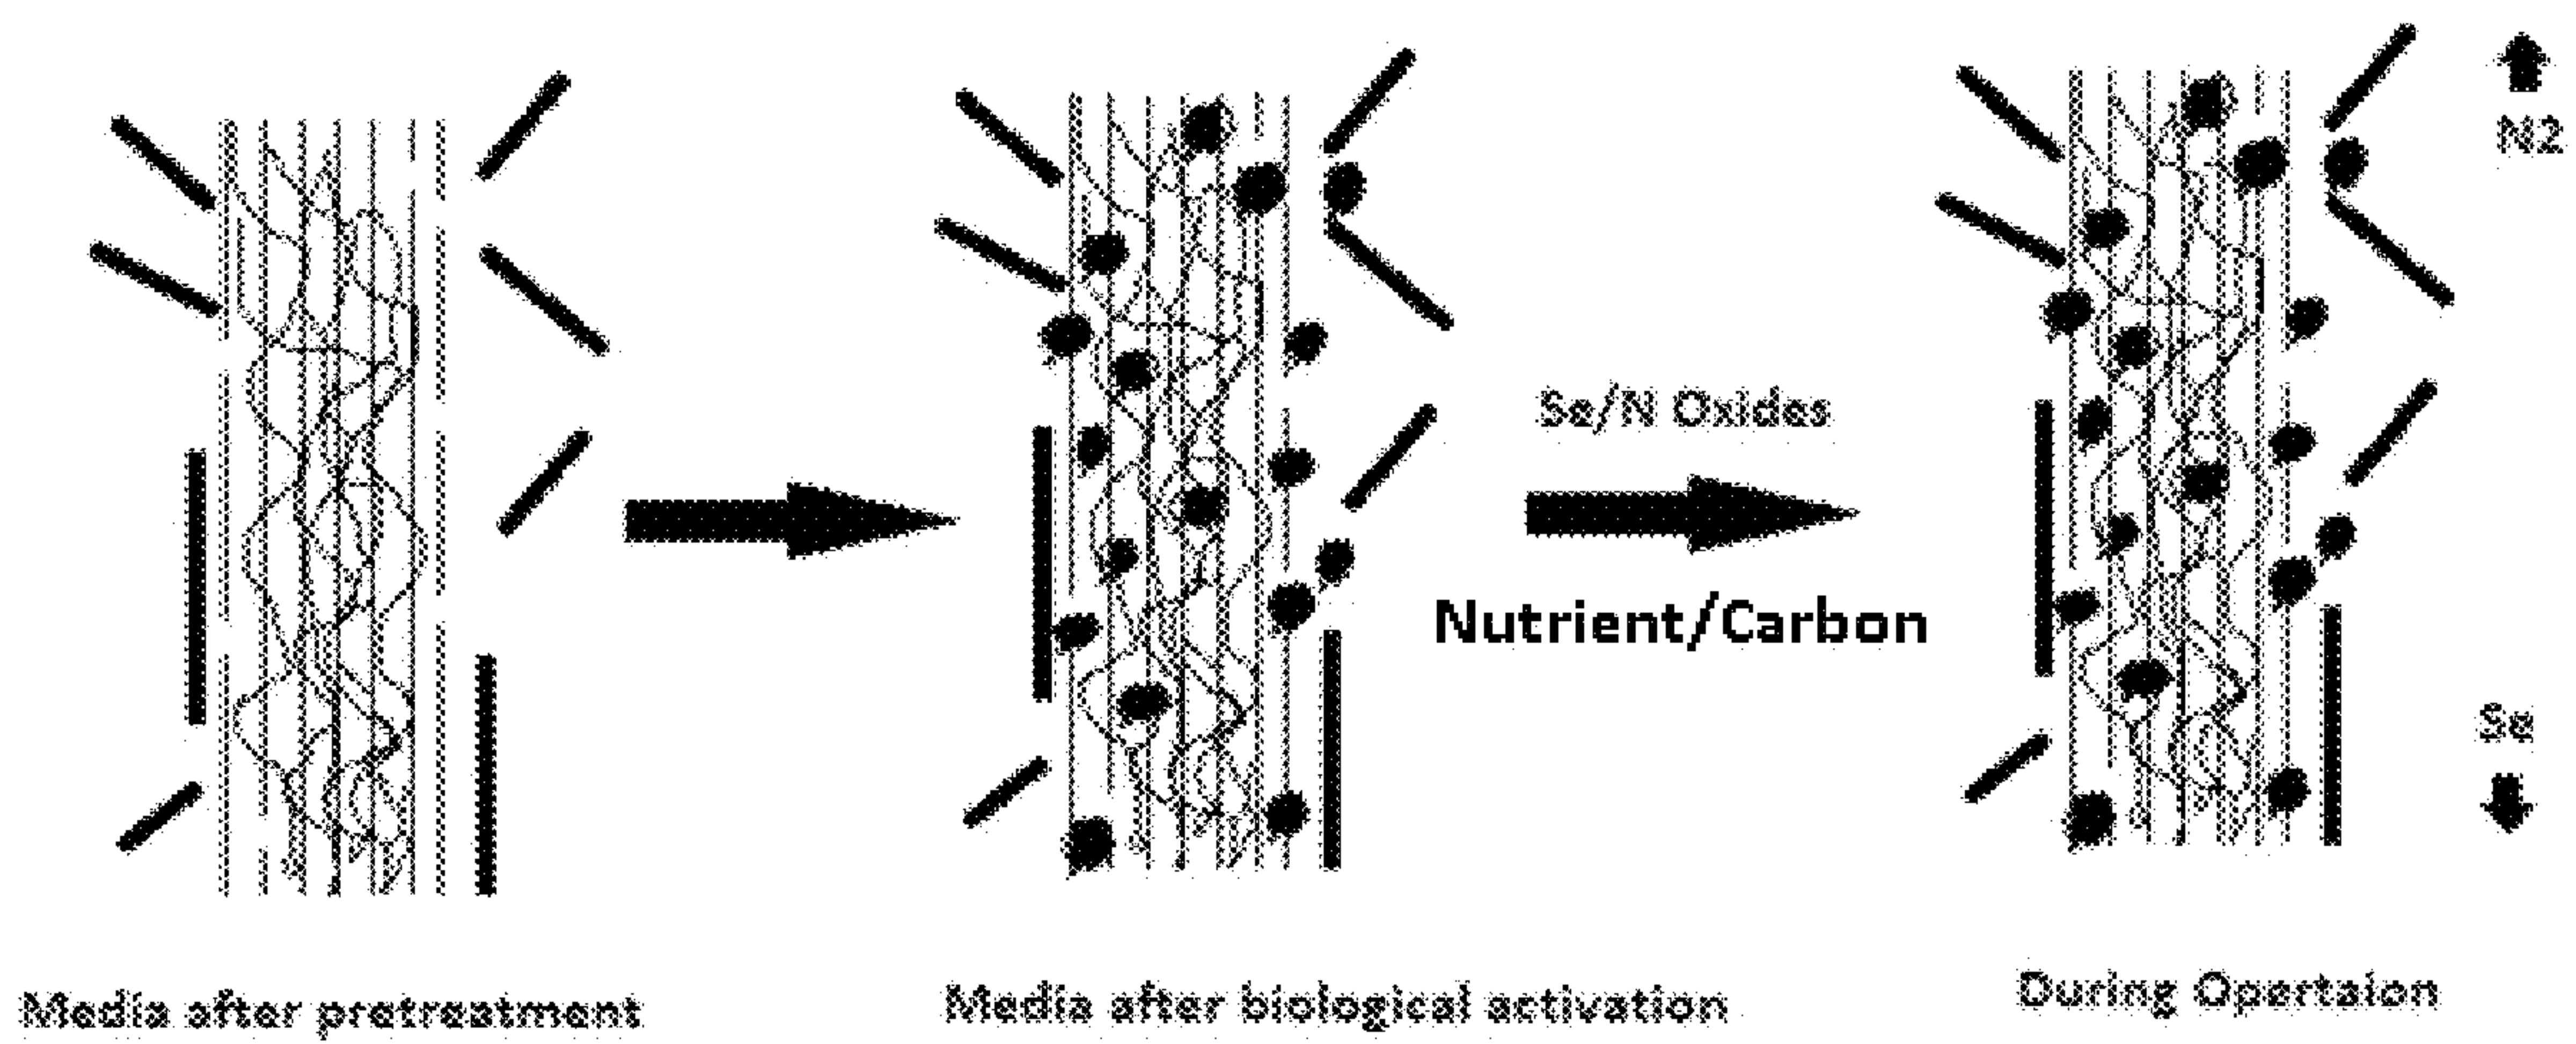 N2
Se/N Oxides
Nutrient/Carbon
Se
Media after pretreatment
Media after biological activation
During Opertaion